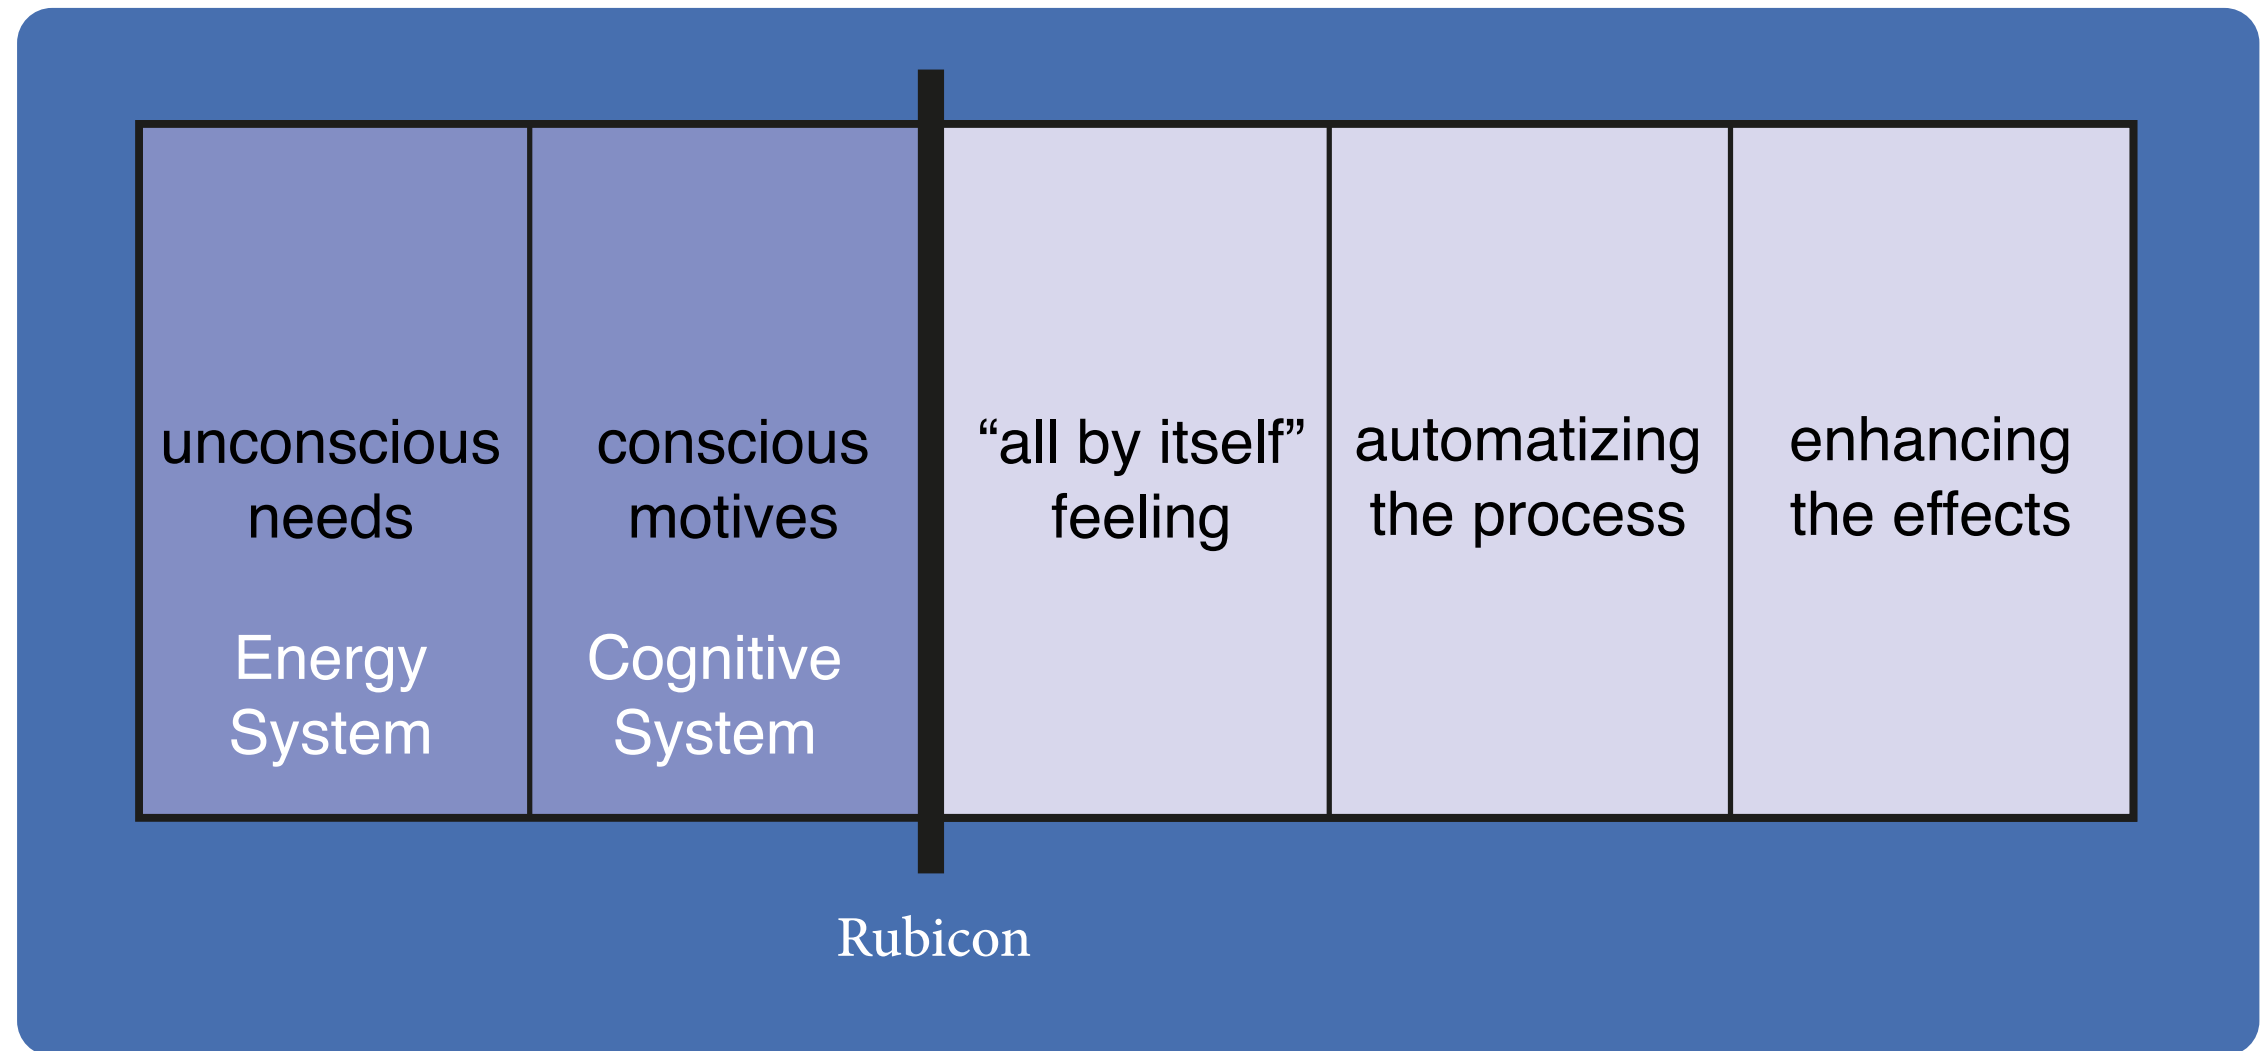 unconscious
needs
Energy
System
conscious
motives
Cognitive
System
“all by itself”
feeling
automatizing
the process
enhancing
the effects
Rubicon